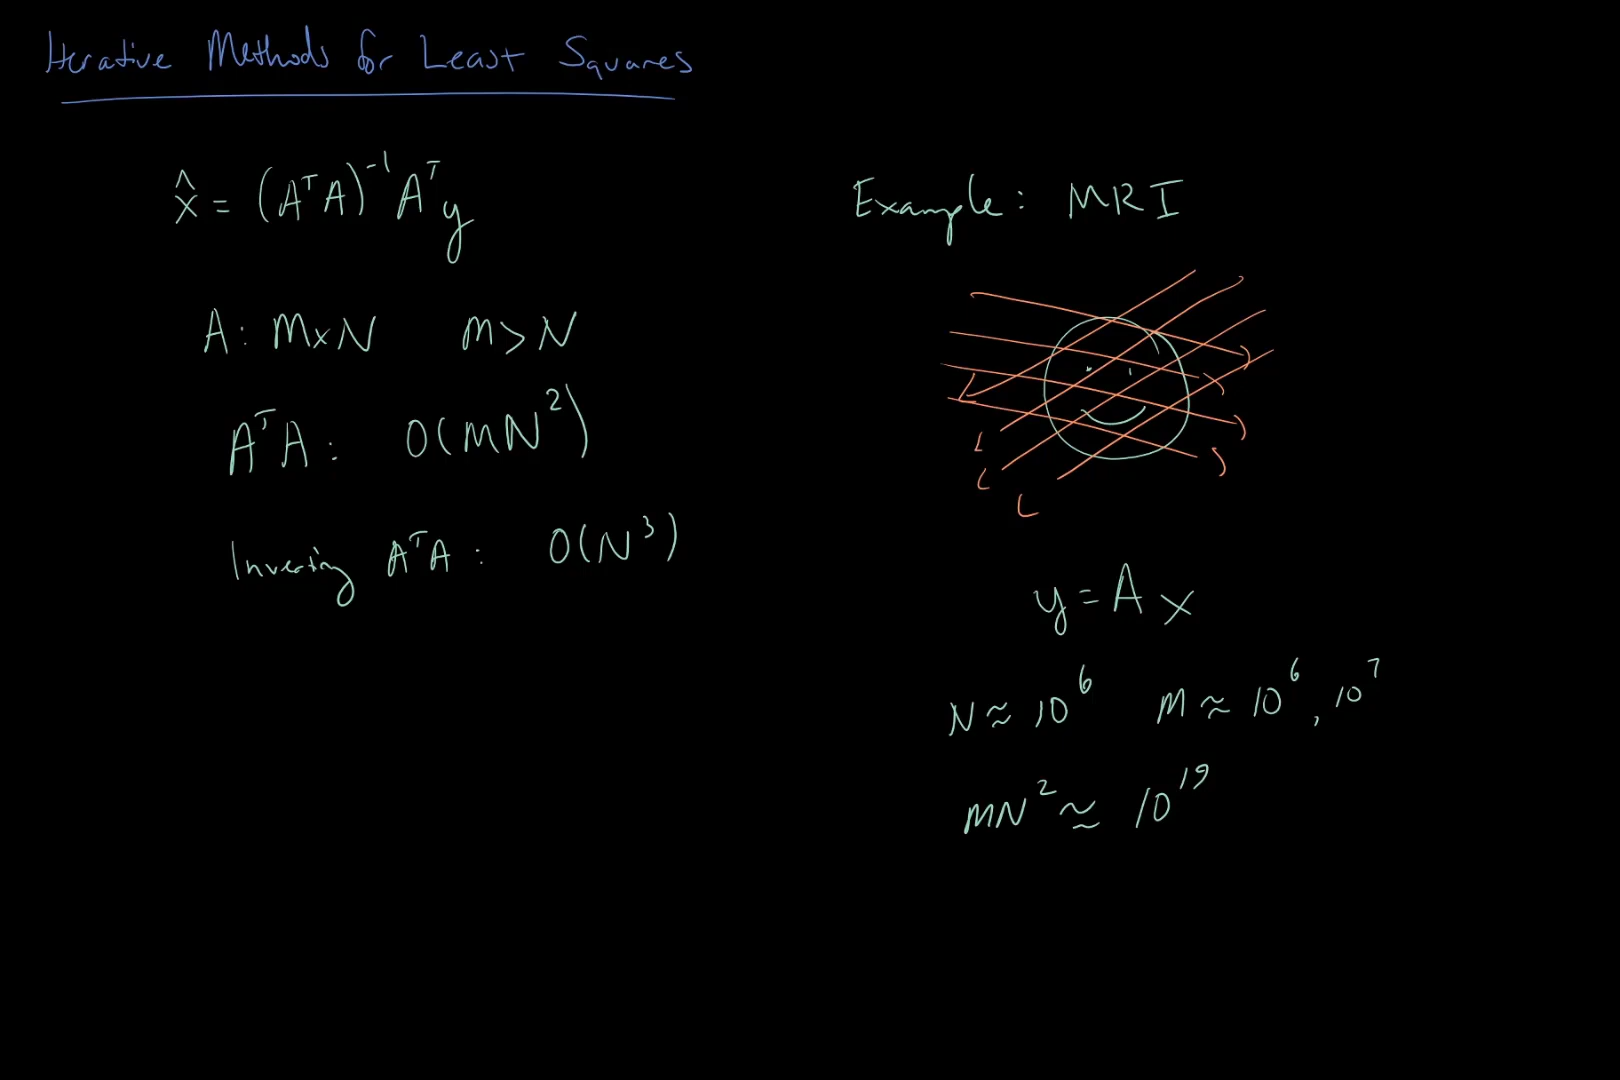 Iterative Methods for Least Squares
x̂ = (AᵀA)⁻¹Aᵀy
A: M×N   M>N
AᵀA: O(MN²)
Inverting AᵀA: O(N³)
Example: MRI
y = A x
N ≈ 10⁶   M ≈ 10⁶, 10⁷
MN² ≈ 10¹⁹